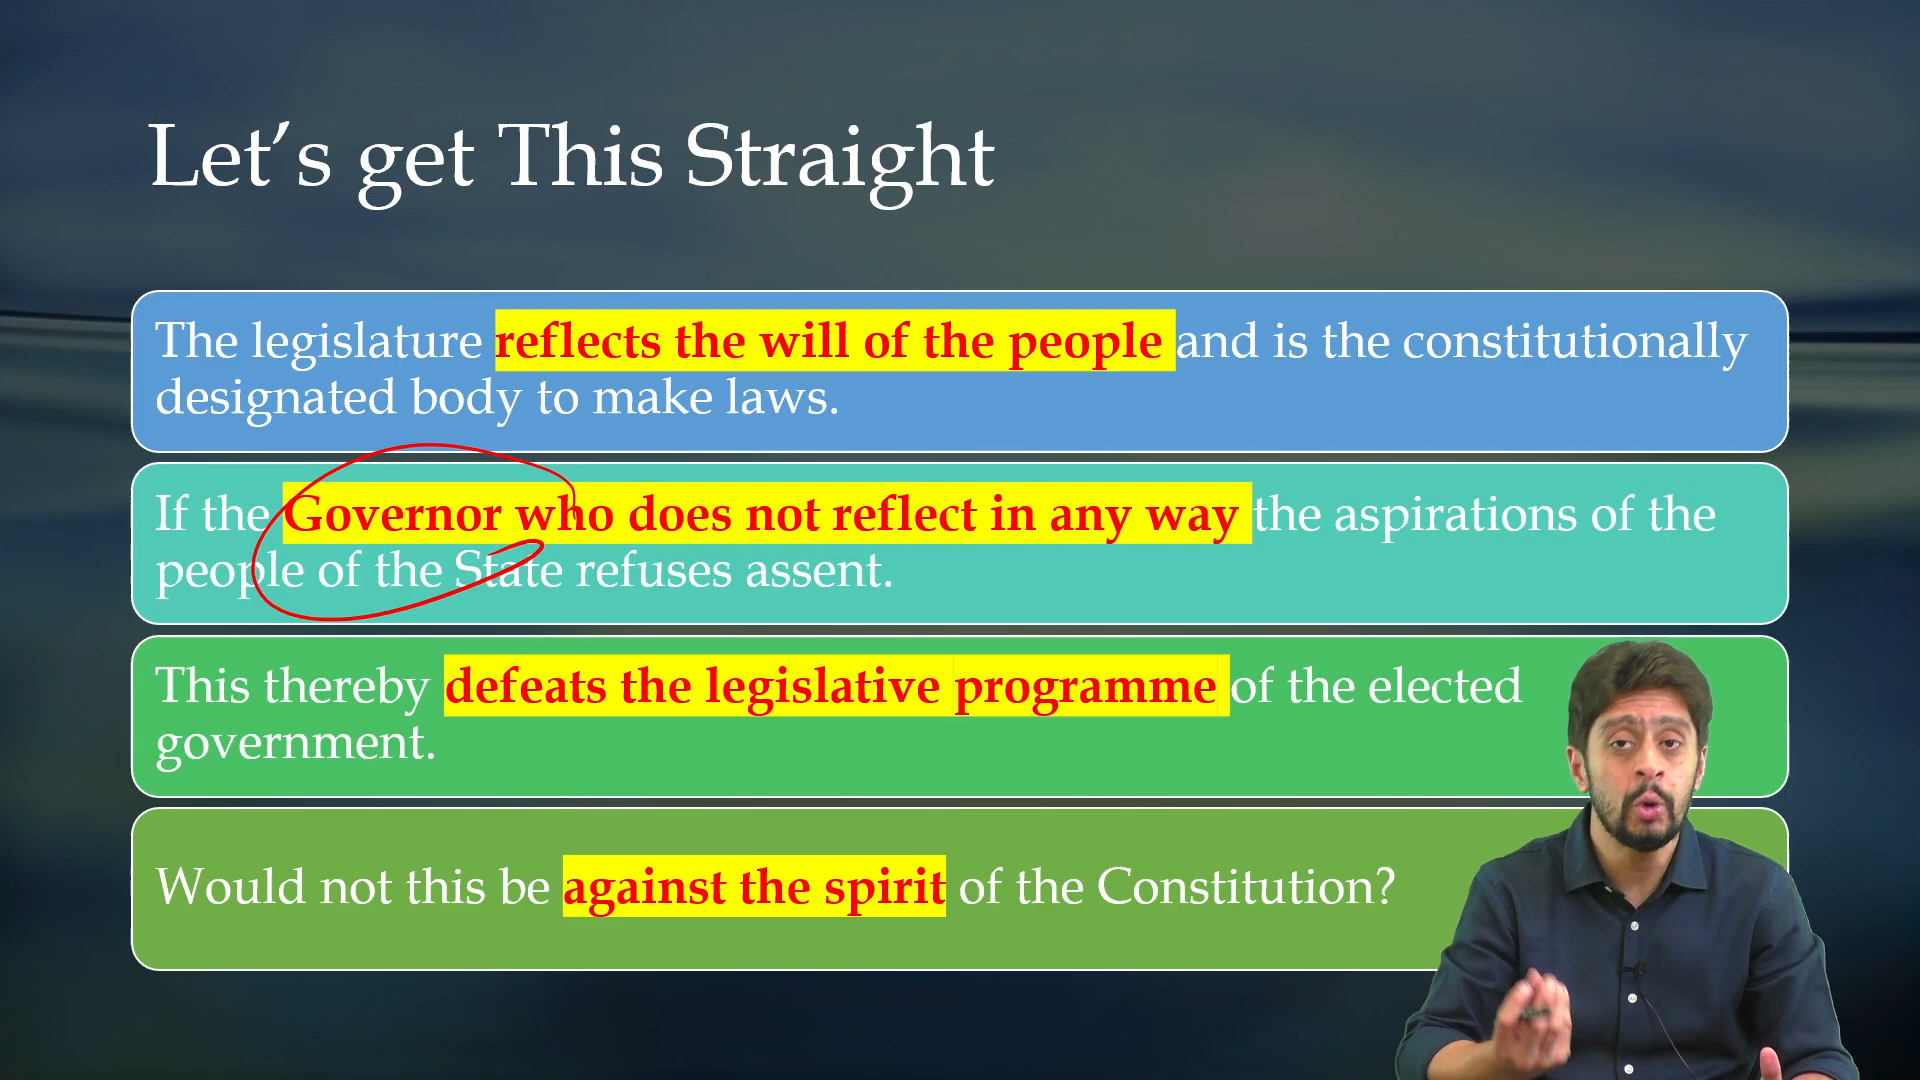 Let’s get This Straight
The legislature reflects the will of the people and is the constitutionally
designated body to make laws.
If the Governor who does not reflect in any way the aspirations of the
people of the State refuses assent.
This thereby defeats the legislative programme of the elected
government.
Would not this be against the spirit of the Constitution?